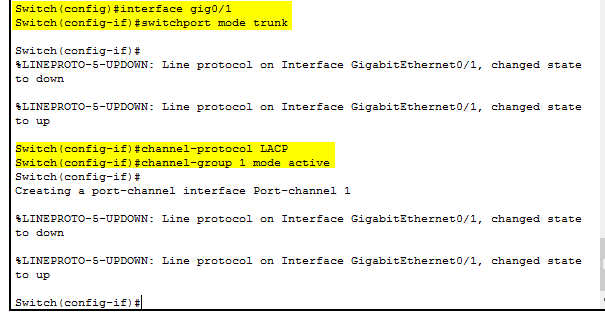 Switch(config)#interface gig0/1
Switch(config-if)#switchport mode trunk
Switch(config-if)#
%LINEPROTO-5-UPDOWN: Line protocol on Interface GigabitEthernet0/1, changed state
to down
%LINEPROTO-5-UPDOWN: Line protocol on Interface GigabitEthernet0/1, changed state
to up
Switch(config-if)#channel-protocol LACP
Switch(config-if)#channel-group 1 mode active
Switch(config-if)#
Creating a port-channel interface Port-channel 1
%LINEPROTO-5-UPDOWN: Line protocol on Interface GigabitEthernet0/1, changed state
to down
%LINEPROTO-5-UPDOWN: Line protocol on Interface GigabitEthernet0/1, changed state
to up
Switch(config-if)#